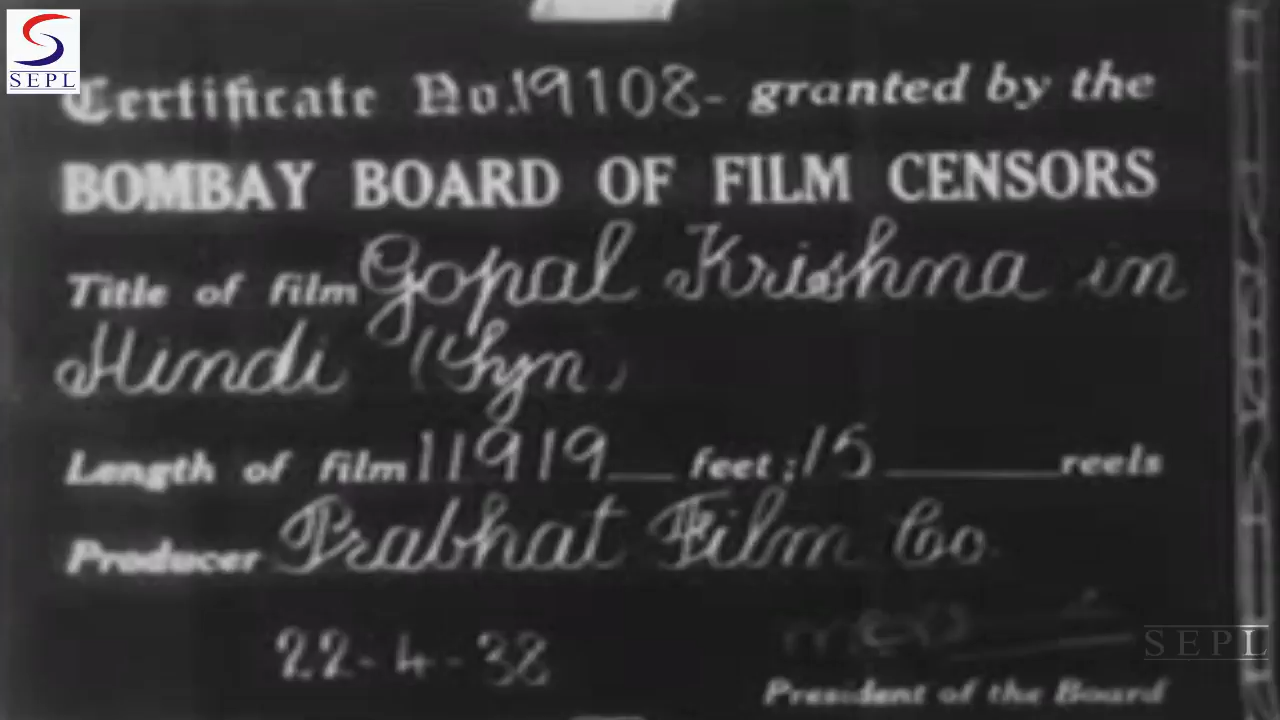 SEPL
Certificate No.19108- granted by the
BOMBAY BOARD OF FILM CENSORS
Title of film Gopal Krishna in
Hindi (Syn)
Length of film 11919 feet; 15 reels
Producer Prabhat Film Co.
22-4-38
SEPL
President of the Board